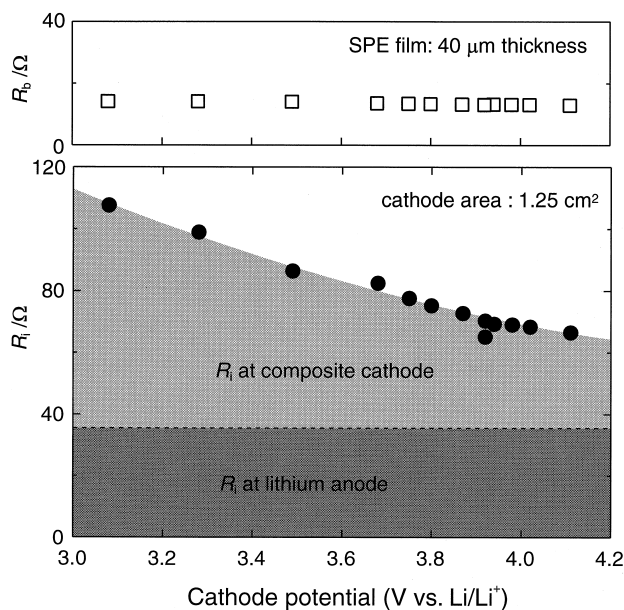 40
SPE film: 40 μm thickness
R_b /Ω
20
0
120
cathode area : 1.25 cm²
80
R_i /Ω
R_i at composite cathode
40
R_i at lithium anode
0
3.0 3.2 3.4 3.6 3.8 4.0 4.2
Cathode potential (V vs. Li/Li⁺)